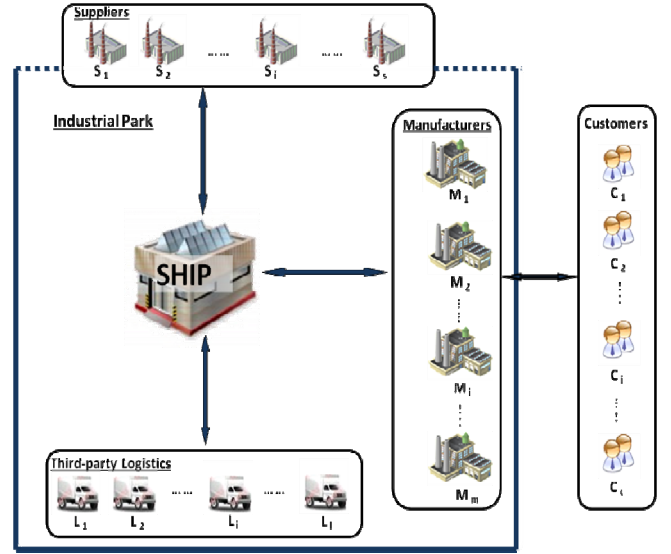 Suppliers
S1 S2 ...... Si ...... Ss
Industrial Park
Manufacturers
Customers
M1
C1
SHIP
M2
C2
Mi
Ci
Third-party Logistics
L1 L2 ...... Li ...... Ll
Mm
Cc